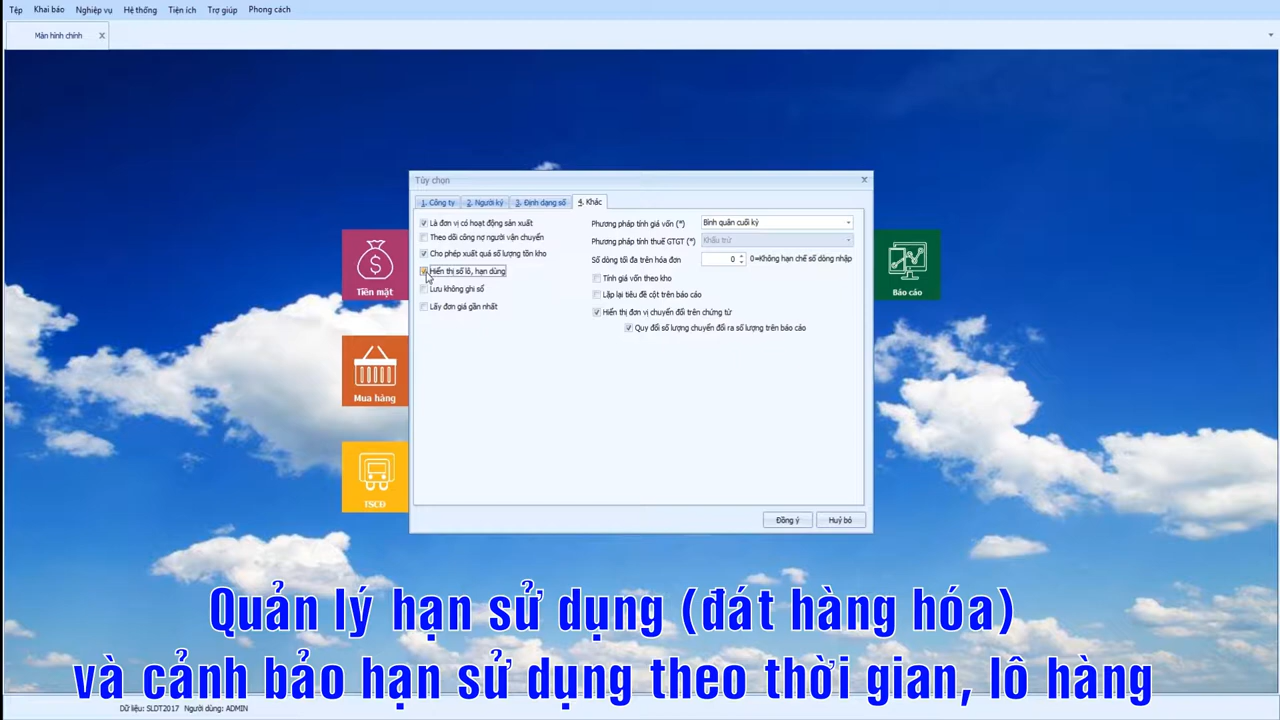 Tệp Khai báo Nghiệp vụ Hệ thống Tiện ích Trợ giúp Phong cách
Màn hình chính x
Tùy chọn x
1. Công ty 2. Người ký 3. Định dạng số 4. Khác
Là đơn vị có hoạt động sản xuất
Theo dõi công nợ người vận chuyển
Cho phép xuất quá số lượng tồn kho
Hiển thị số lô, hạn dùng
Lưu không ghi sổ
Lấy đơn giá gần nhất
Phương pháp tính giá vốn (*) Bình quân cuối kỳ
Phương pháp tính thuế GTGT (*) Khấu trừ
Số dòng tối đa trên hóa đơn 0 0=Không hạn chế số dòng nhập
Tính giá vốn theo kho
Lặp lại tiêu đề cột trên báo cáo
Hiển thị đơn vị chuyển đổi trên chứng từ
Quy đổi số lượng chuyển đổi ra số lượng trên báo cáo
Đồng ý Huỷ bỏ
Tiền mặt
Mua hàng
TSCĐ
Báo cáo
Quản lý hạn sử dụng (đát hàng hóa)
và cảnh bảo hạn sử dụng theo thời gian, lô hàng
Dữ liệu: SLDT2017 Người dùng: ADMIN